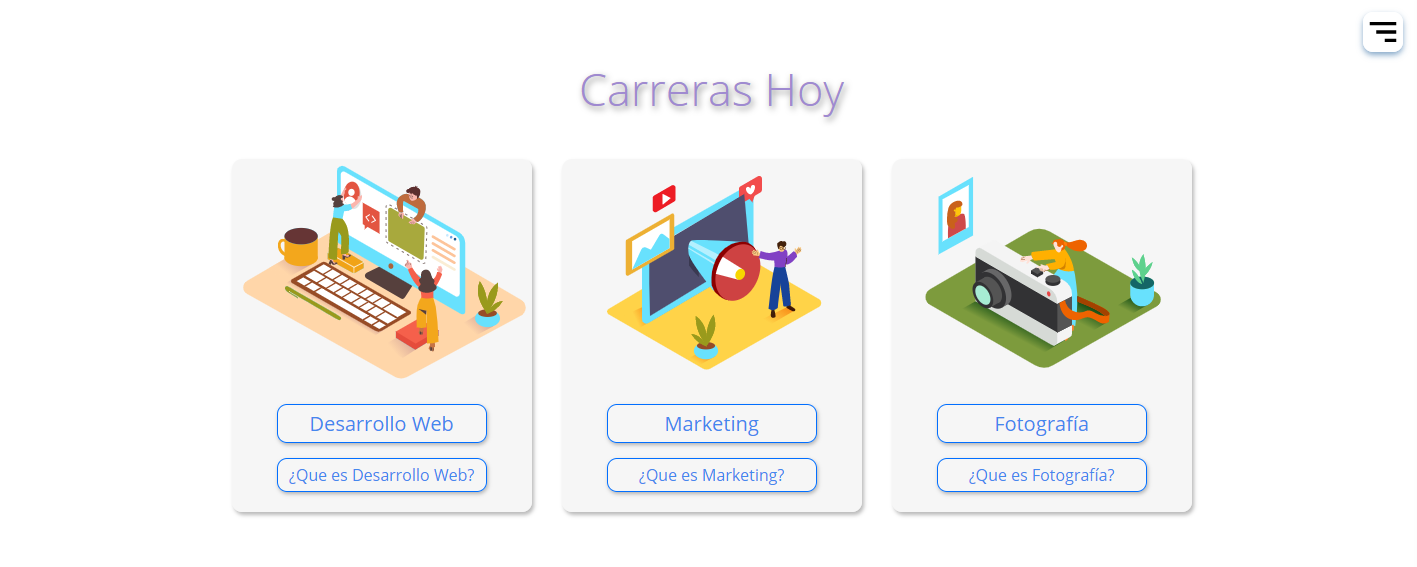 Carreras Hoy
Desarrollo Web
¿Que es Desarrollo Web?
Marketing
¿Que es Marketing?
Fotografía
¿Que es Fotografía?